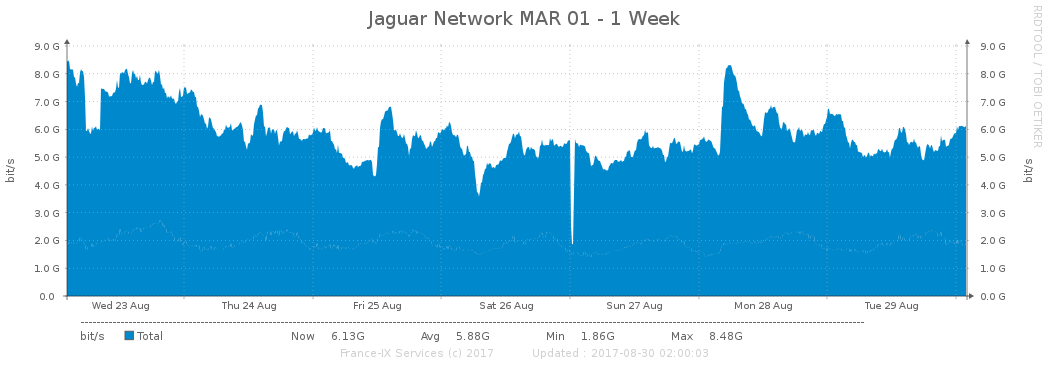 Jaguar Network MAR 01 - 1 Week
RRDTOOL / TOBI OETIKER
9.0 G 9.0 G
8.0 G 8.0 G
7.0 G 7.0 G
6.0 G 6.0 G
5.0 G 5.0 G
bit/s bit/s
4.0 G 4.0 G
3.0 G 3.0 G
2.0 G 2.0 G
1.0 G 1.0 G
0.0 0.0 G
Wed 23 Aug Thu 24 Aug Fri 25 Aug Sat 26 Aug Sun 27 Aug Mon 28 Aug Tue 29 Aug
bit/s Total Now 6.13G Avg 5.88G Min 1.86G Max 8.48G
France-IX Services (c) 2017 Updated : 2017-08-30 02:00:03